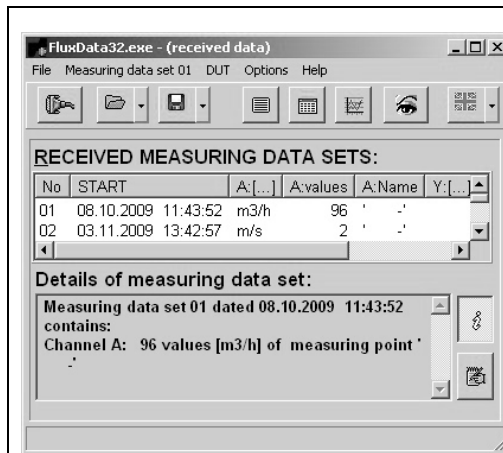 FluxData32.exe - (received data)
File Measuring data set 01 DUT Options Help
RECEIVED MEASURING DATA SETS:
No START A:[...] A:values A:Name Y:[...]
01 08.10.2009 11:43:52 m3/h 96 ' -'
02 03.11.2009 13:42:57 m/s 2 ' -'
Details of measuring data set:
Measuring data set 01 dated 08.10.2009 11:43:52
contains:
Channel A: 96 values [m3/h] of measuring point '
-'